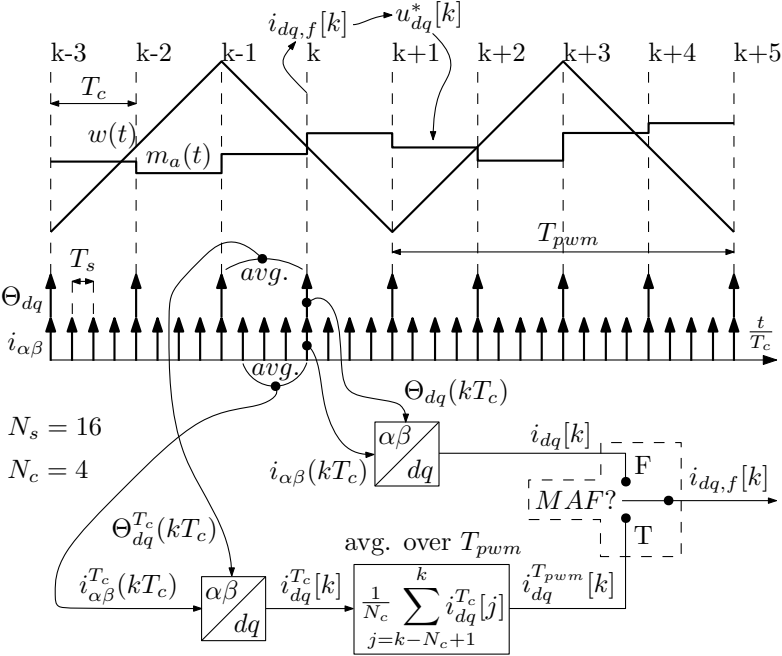 i_{dq,f}[k] u^*_{dq}[k]
k-3 k-2 k-1 k k+1 k+2 k+3 k+4 k+5
T_c
w(t)
m_a(t)
T_{pwm}
T_s
avg.
Θ_{dq}
i_{αβ}
t/T_c
avg.
Θ_{dq}(kT_c)
N_s = 16
αβ
dq
i_{dq}[k]
F
i_{dq,f}[k]
N_c = 4
i_{αβ}(kT_c)
MAF?
T
Θ^{T_c}_{dq}(kT_c)
avg. over T_{pwm}
i^{T_c}_{αβ}(kT_c)
αβ
dq
i^{T_c}_{dq}[k]
\frac{1}{N_c} \sum_{j=k-N_c+1}^{k} i^{T_c}_{dq}[j]
i^{T_{pwm}}_{dq}[k]